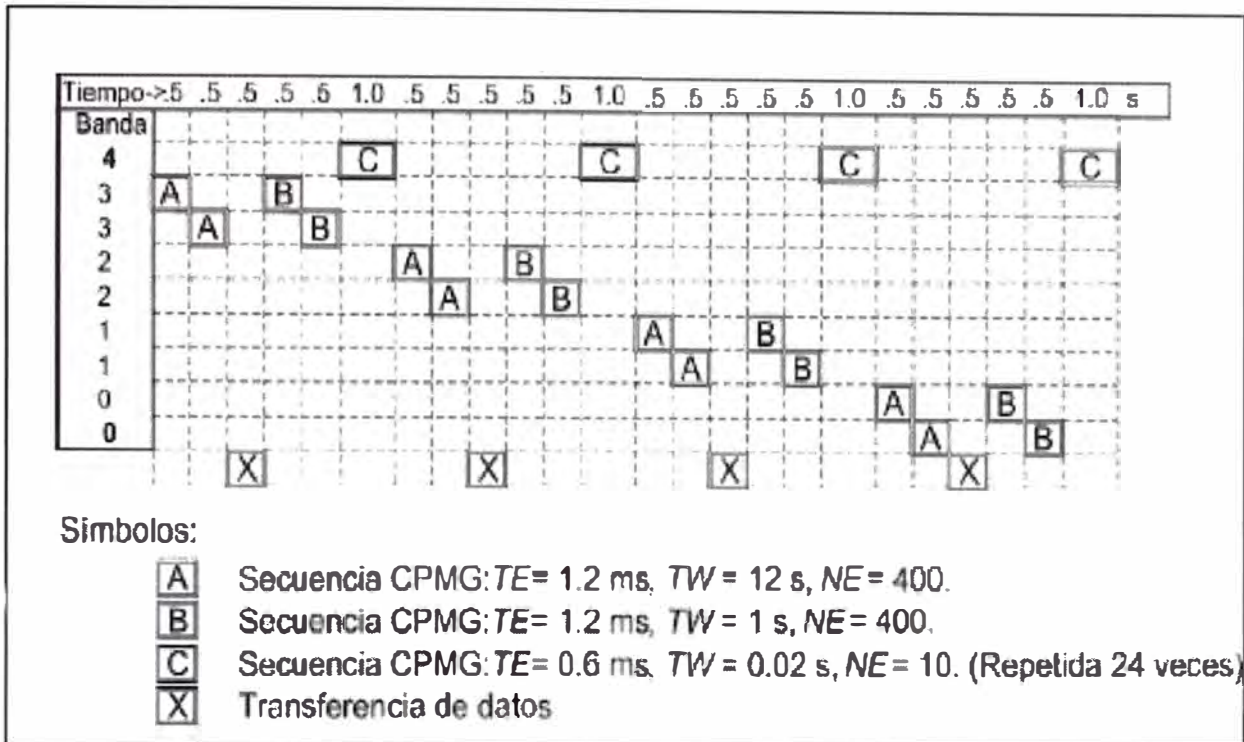 Tiempo->.5 .5 .5 .5 .5 1.0 .5 .5 .5 .5 .5 1.0 .5 .5 .5 .5 .5 1.0 .5 .5 .5 .5 .5 1.0 s
Banda
4 C C C C
3 A B
3 A B
2 A B
2 A B
1 A B
1 A B
0 A B
0 A B
X X X X
Símbolos:
A Secuencia CPMG: TE= 1.2 ms, TW = 12 s, NE= 400.
B Secuencia CPMG: TE= 1.2 ms, TW = 1 s, NE= 400.
C Secuencia CPMG: TE= 0.6 ms, TW = 0.02 s, NE= 10. (Repetida 24 veces)
X Transferencia de datos